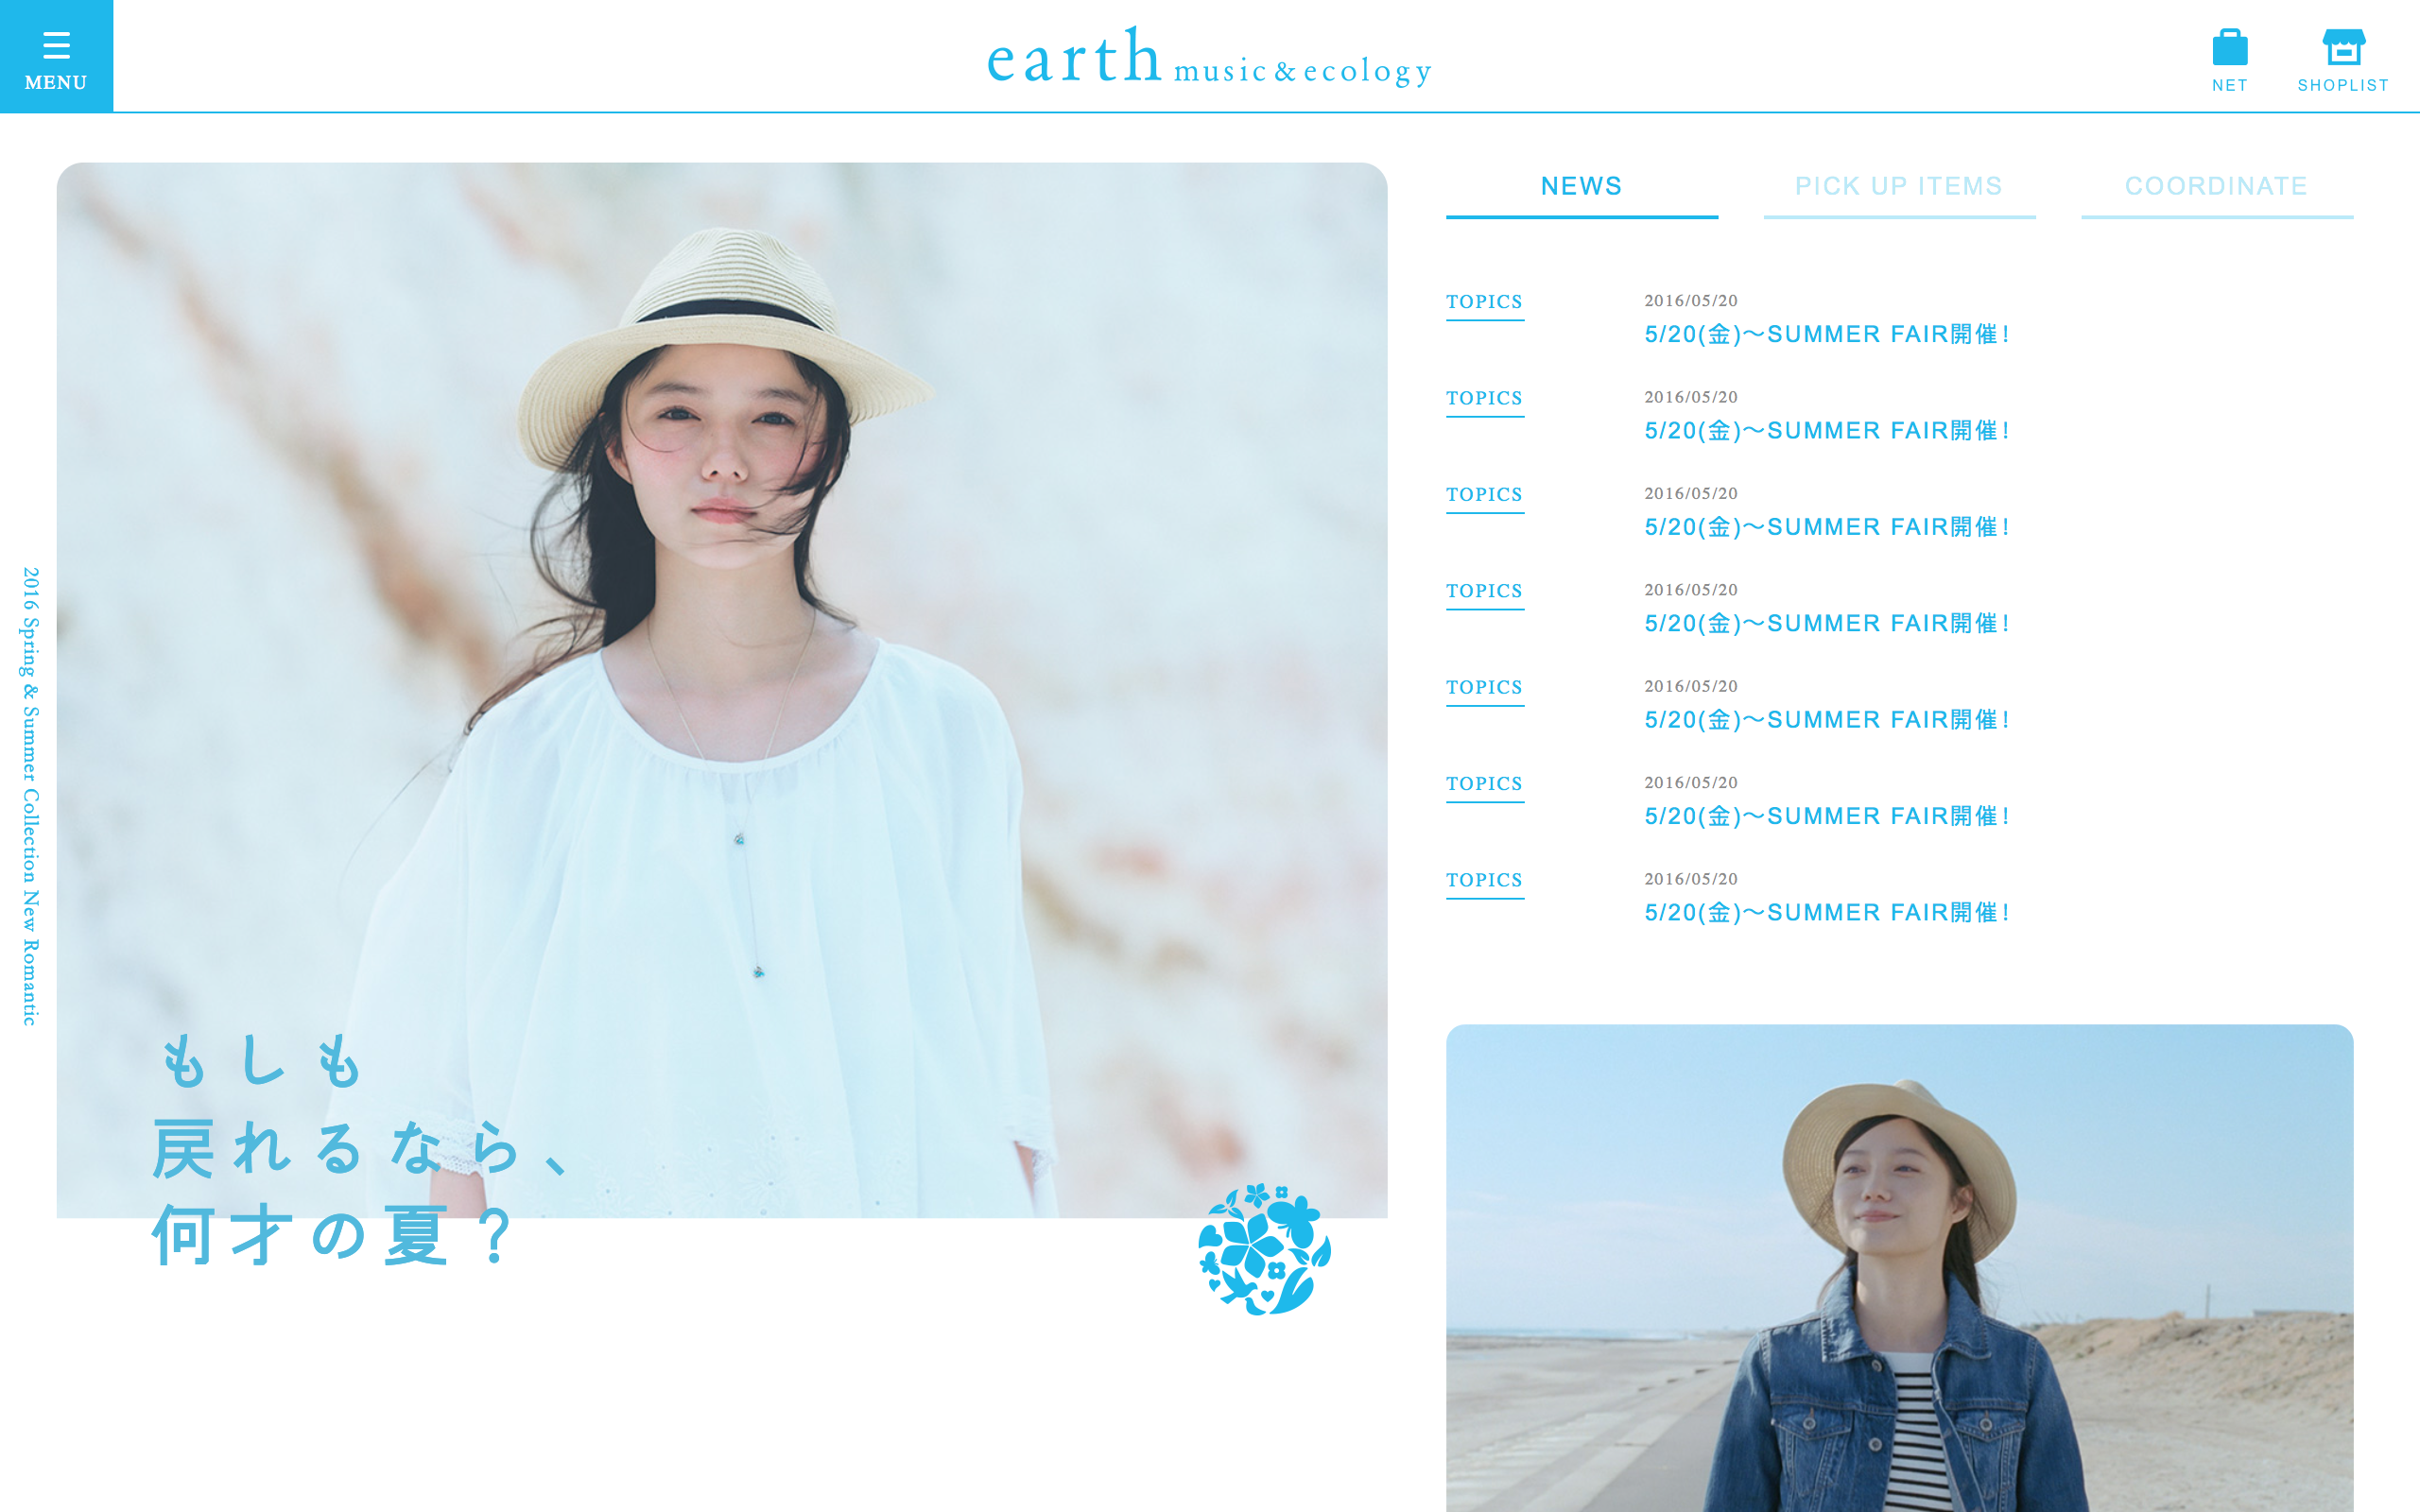 MENU
earth music & ecology
NET
SHOPLIST
2016 Spring & Summer Collection New Romantic
もしも
戻れるなら、
何才の夏？
NEWS
PICK UP ITEMS
COORDINATE
TOPICS
2016/05/20
5/20(金)〜SUMMER FAIR開催！
TOPICS
2016/05/20
5/20(金)〜SUMMER FAIR開催！
TOPICS
2016/05/20
5/20(金)〜SUMMER FAIR開催！
TOPICS
2016/05/20
5/20(金)〜SUMMER FAIR開催！
TOPICS
2016/05/20
5/20(金)〜SUMMER FAIR開催！
TOPICS
2016/05/20
5/20(金)〜SUMMER FAIR開催！
TOPICS
2016/05/20
5/20(金)〜SUMMER FAIR開催！